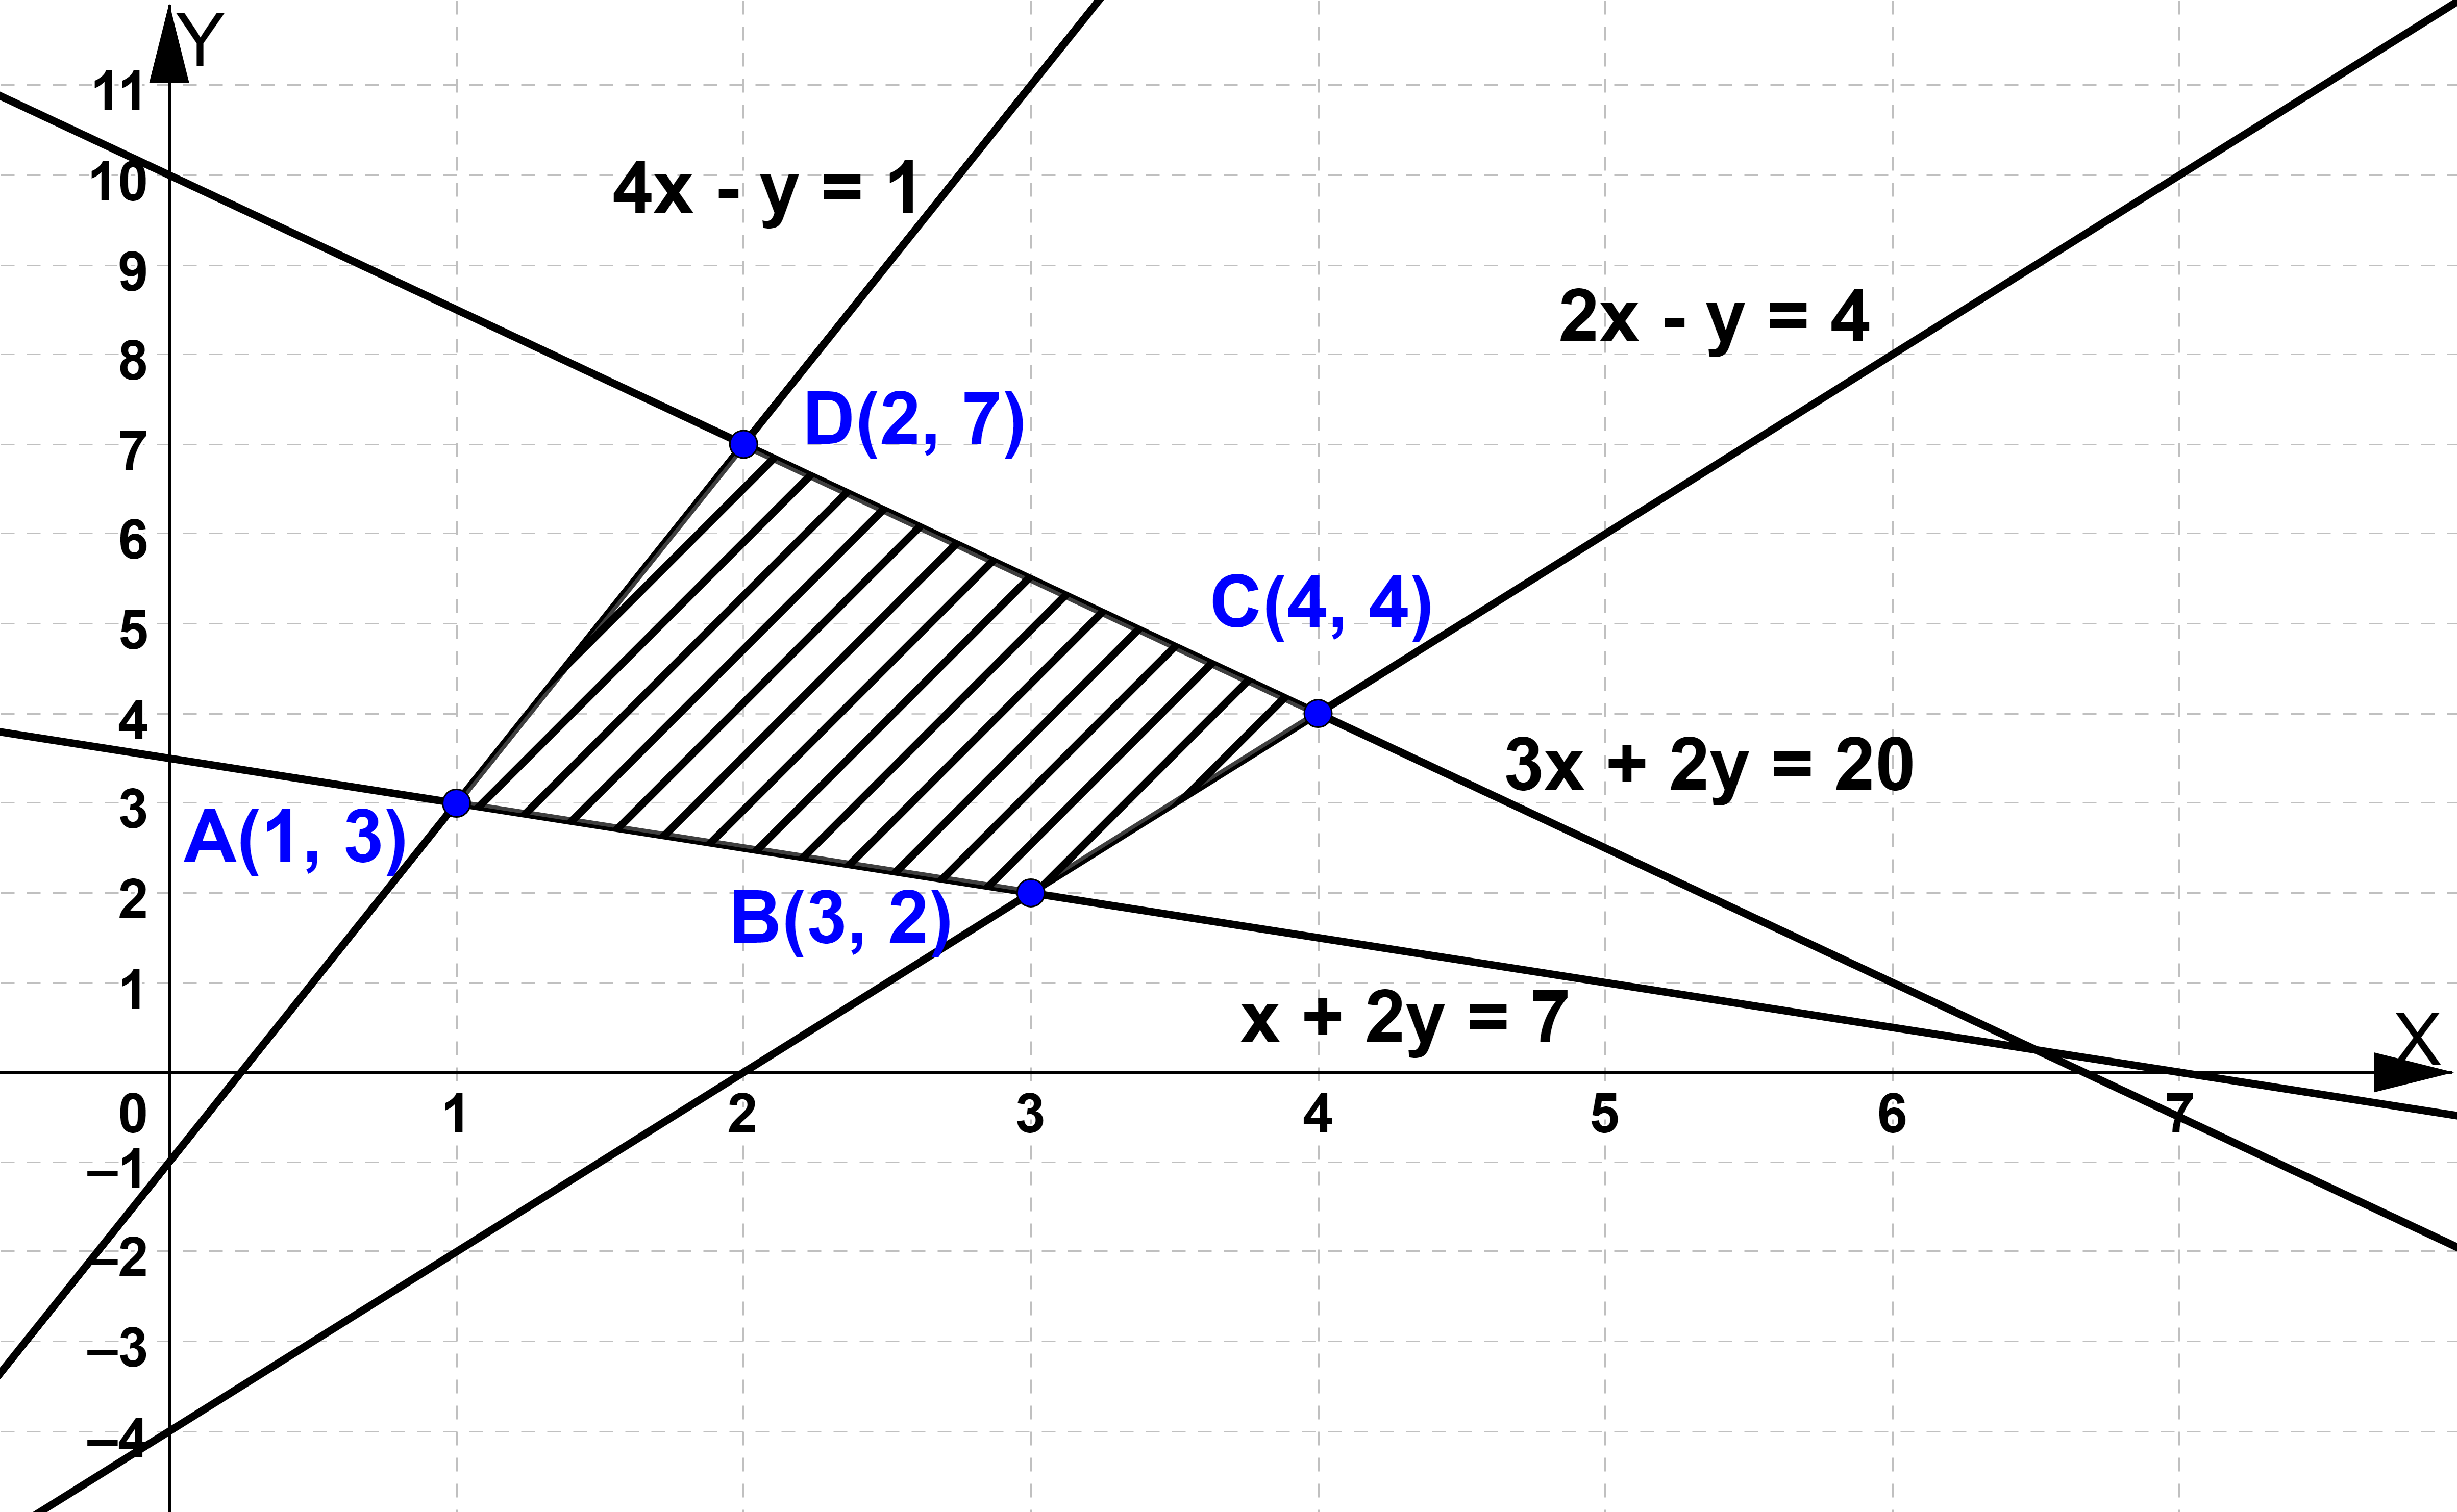 Y
11
10
4x - y = 1
9
2x - y = 4
8
D(2, 7)
7
6
C(4, 4)
5
4
3x + 2y = 20
3
A(1, 3)
2
B(3, 2)
1
x + 2y = 7
X
0 1 2 3 4 5 6 7
–1
–2
–3
–4